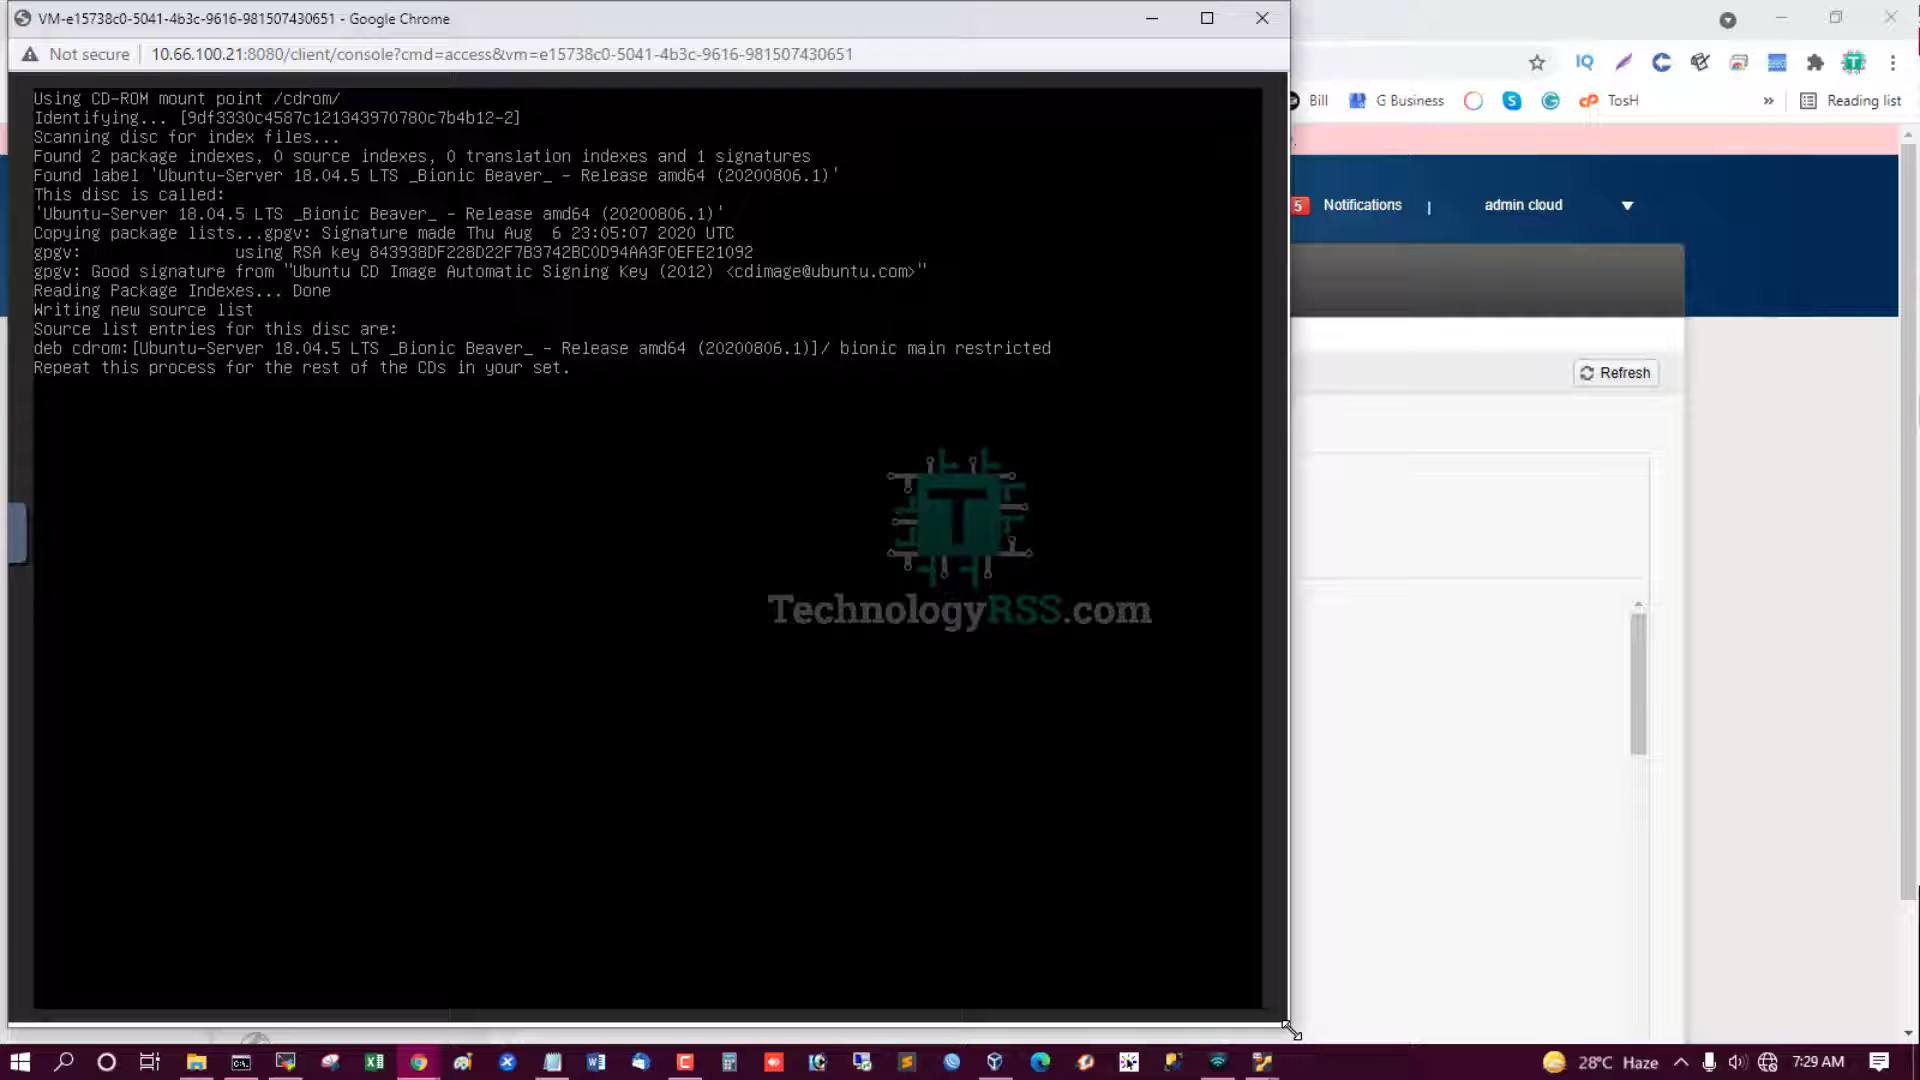 VM-e15738c0-5041-4b3c-9616-981507430651 - Google Chrome
Not secure
10.66.100.21:8080/client/console?cmd=access&vm=e15738c0-5041-4b3c-9616-981507430651
IQ
Bill
G Business
TosH
»
Reading list
5
Notifications
admin cloud
Refresh
Using CD-ROM mount point /cdrom/
Identifying... [9df3330c4587c121343970780c7b4b12-2]
Scanning disc for index files...
Found 2 package indexes, 0 source indexes, 0 translation indexes and 1 signatures
Found label 'Ubuntu-Server 18.04.5 LTS _Bionic Beaver_ - Release amd64 (20200806.1)'
This disc is called:
'Ubuntu-Server 18.04.5 LTS _Bionic Beaver_ - Release amd64 (20200806.1)'
Copying package lists...gpgv: Signature made Thu Aug  6 23:05:07 2020 UTC
gpgv:                using RSA key 843938DF228D22F7B3742BC0D94AA3F0EFE21092
gpgv: Good signature from "Ubuntu CD Image Automatic Signing Key (2012) <cdimage@ubuntu.com>"
Reading Package Indexes... Done
Writing new source list
Source list entries for this disc are:
deb cdrom:[Ubuntu-Server 18.04.5 LTS _Bionic Beaver_ - Release amd64 (20200806.1)]/ bionic main restricted
Repeat this process for the rest of the CDs in your set.
T
TechnologyRSS.com
28°C Haze
7:29 AM